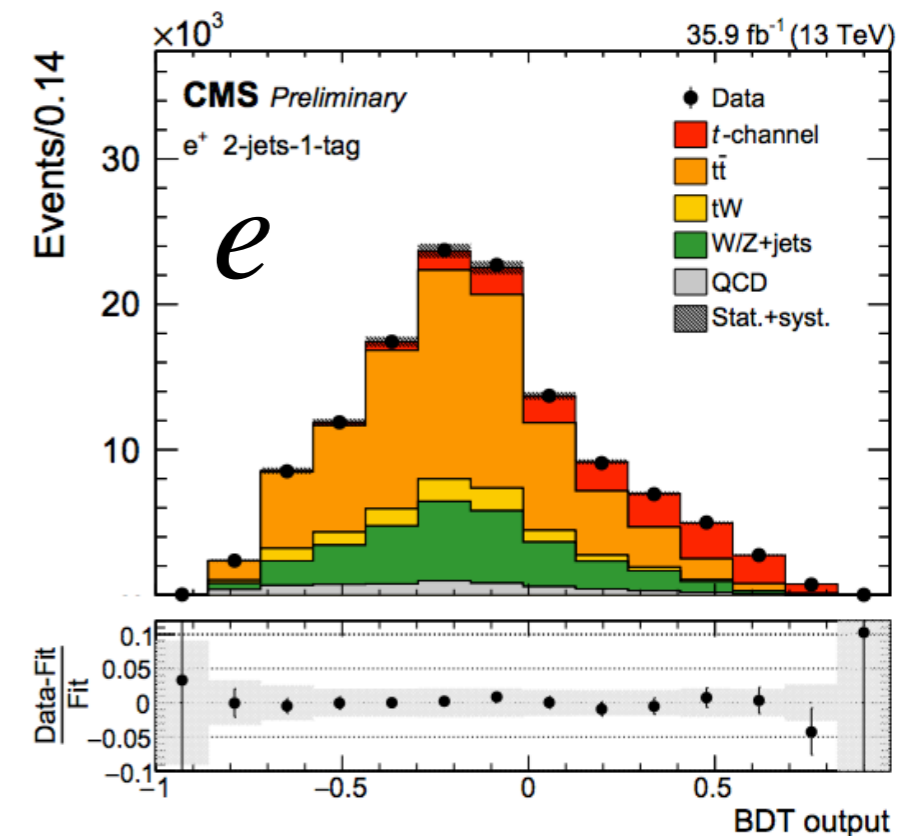 ×10³
35.9 fb⁻¹ (13 TeV)
Events/0.14
CMS Preliminary
e⁺ 2-jets-1-tag
e
Data
t-channel
tt̄
tW
W/Z+jets
QCD
Stat.+syst.
30
20
10
Data-Fit
Fit
0.1
0.05
0
−0.05
−0.1
−1
−0.5
0
0.5
BDT output